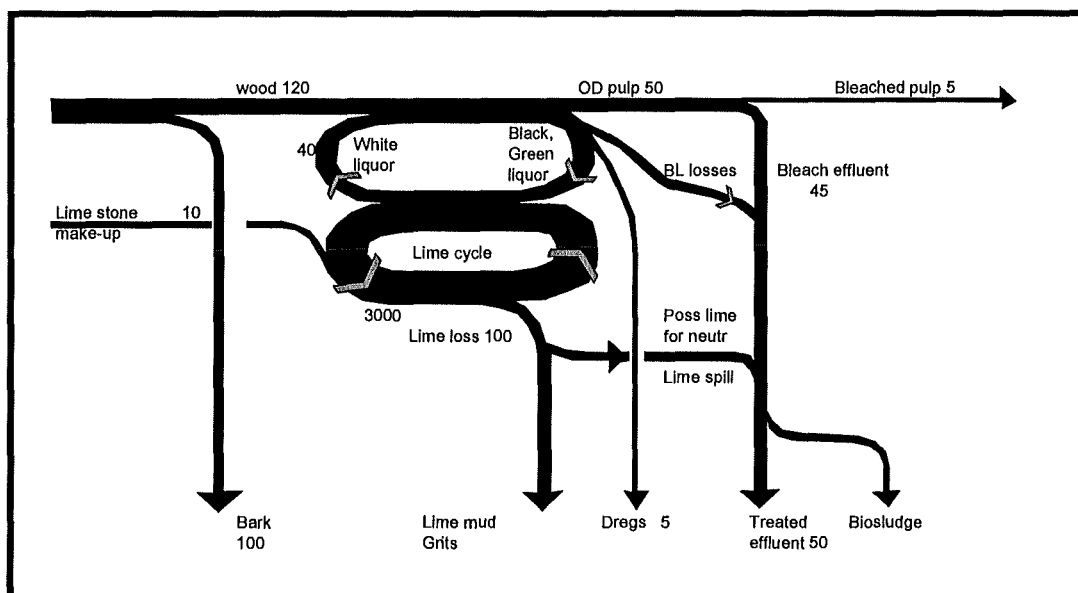 wood 120
OD pulp 50
Bleached pulp 5
40
White
liquor
Black,
Green
liquor
BL losses
Bleach effluent
45
Lime stone 10
make-up
Lime cycle
3000
Lime loss 100
Poss lime
for neutr
Lime spill
Bark
100
Lime mud
Grits
Dregs 5
Treated
effluent 50
Biosludge